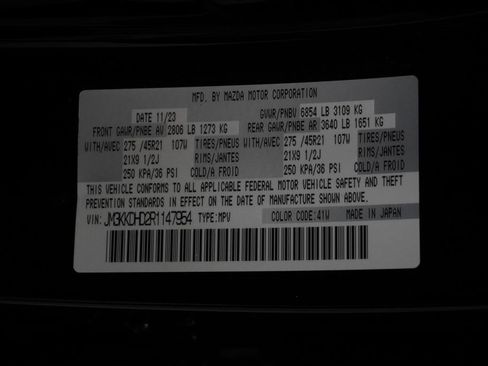 MFD. BY MAZDA MOTOR CORPORATION
DATE 11/23 GVWR/PNBV 6854 LB 3109 KG
FRONT GAWR/PNBE AV 2806 LB 1273 KG REAR GAWR/PNBE AR 3640 LB 1651 KG
WITH/AVEC 275 /45R21 107W TIRES/PNEUS WITH/AVEC 275 /45R21 107W TIRES/PNEUS
21X9 1/2J RIMS/JANTES 21X9 1/2J RIMS/JANTES
250 KPA/36 PSI COLD/A FROID 250 KPA/36 PSI COLD/A FROID
THIS VEHICLE CONFORMS TO ALL APPLICABLE FEDERAL MOTOR VEHICLE SAFETY AND THEFT
PREVENTION STANDARDS IN EFFECT ON THE DATE OF MANUFACTURE SHOWN ABOVE.
VIN: JM3KKDHD2R1147954 TYPE:MPV COLOR CODE:41W MADE IN JAPAN